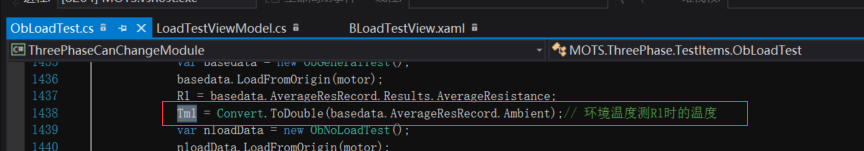 ObLoadTest.cs
LoadTestViewModel.cs
BLoadTestView.xaml
ThreePhaseCanChangeModule
MOTS.ThreePhase.TestItems.ObLoadTest
1435 var basedata = new ObGeneralTest();
1436 basedata.LoadFromOrigin(motor);
1437 R1 = basedata.AverageResRecord.Results.AverageResistance;
1438 Tm1 = Convert.ToDouble(basedata.AverageResRecord.Ambient);// 环境温度测R1时的温度
1439 var nloadData = new ObNoLoadTest();
1440 nloadData.LoadFromOrigin(motor);